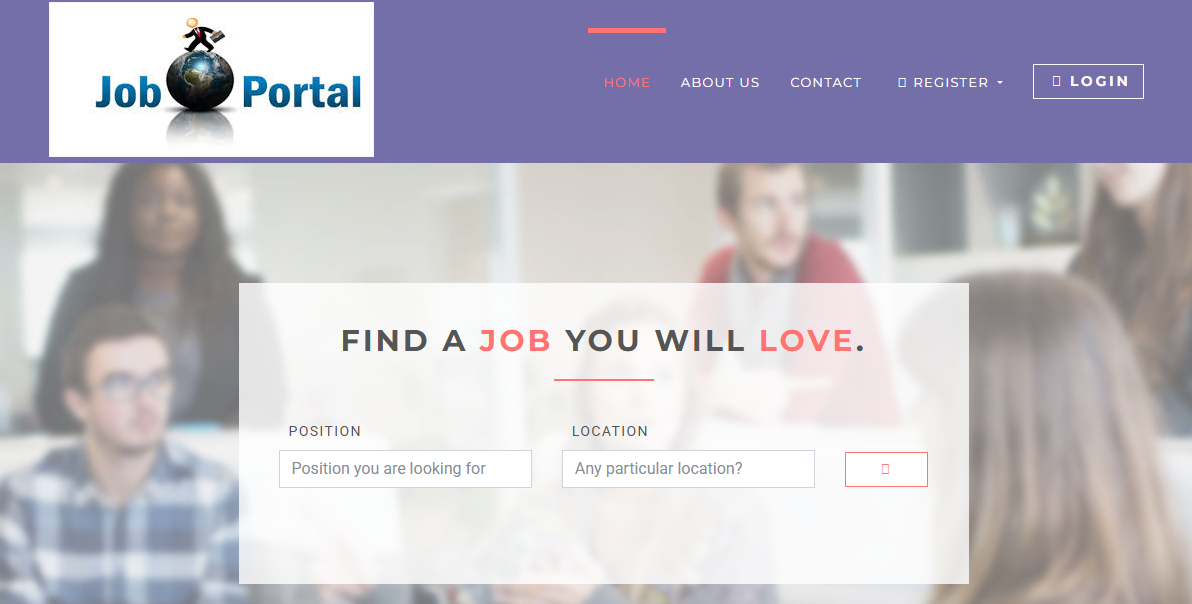 Job Portal
HOME ABOUT US CONTACT REGISTER LOGIN
FIND A JOB YOU WILL LOVE.
POSITION LOCATION
Position you are looking for Any particular location?